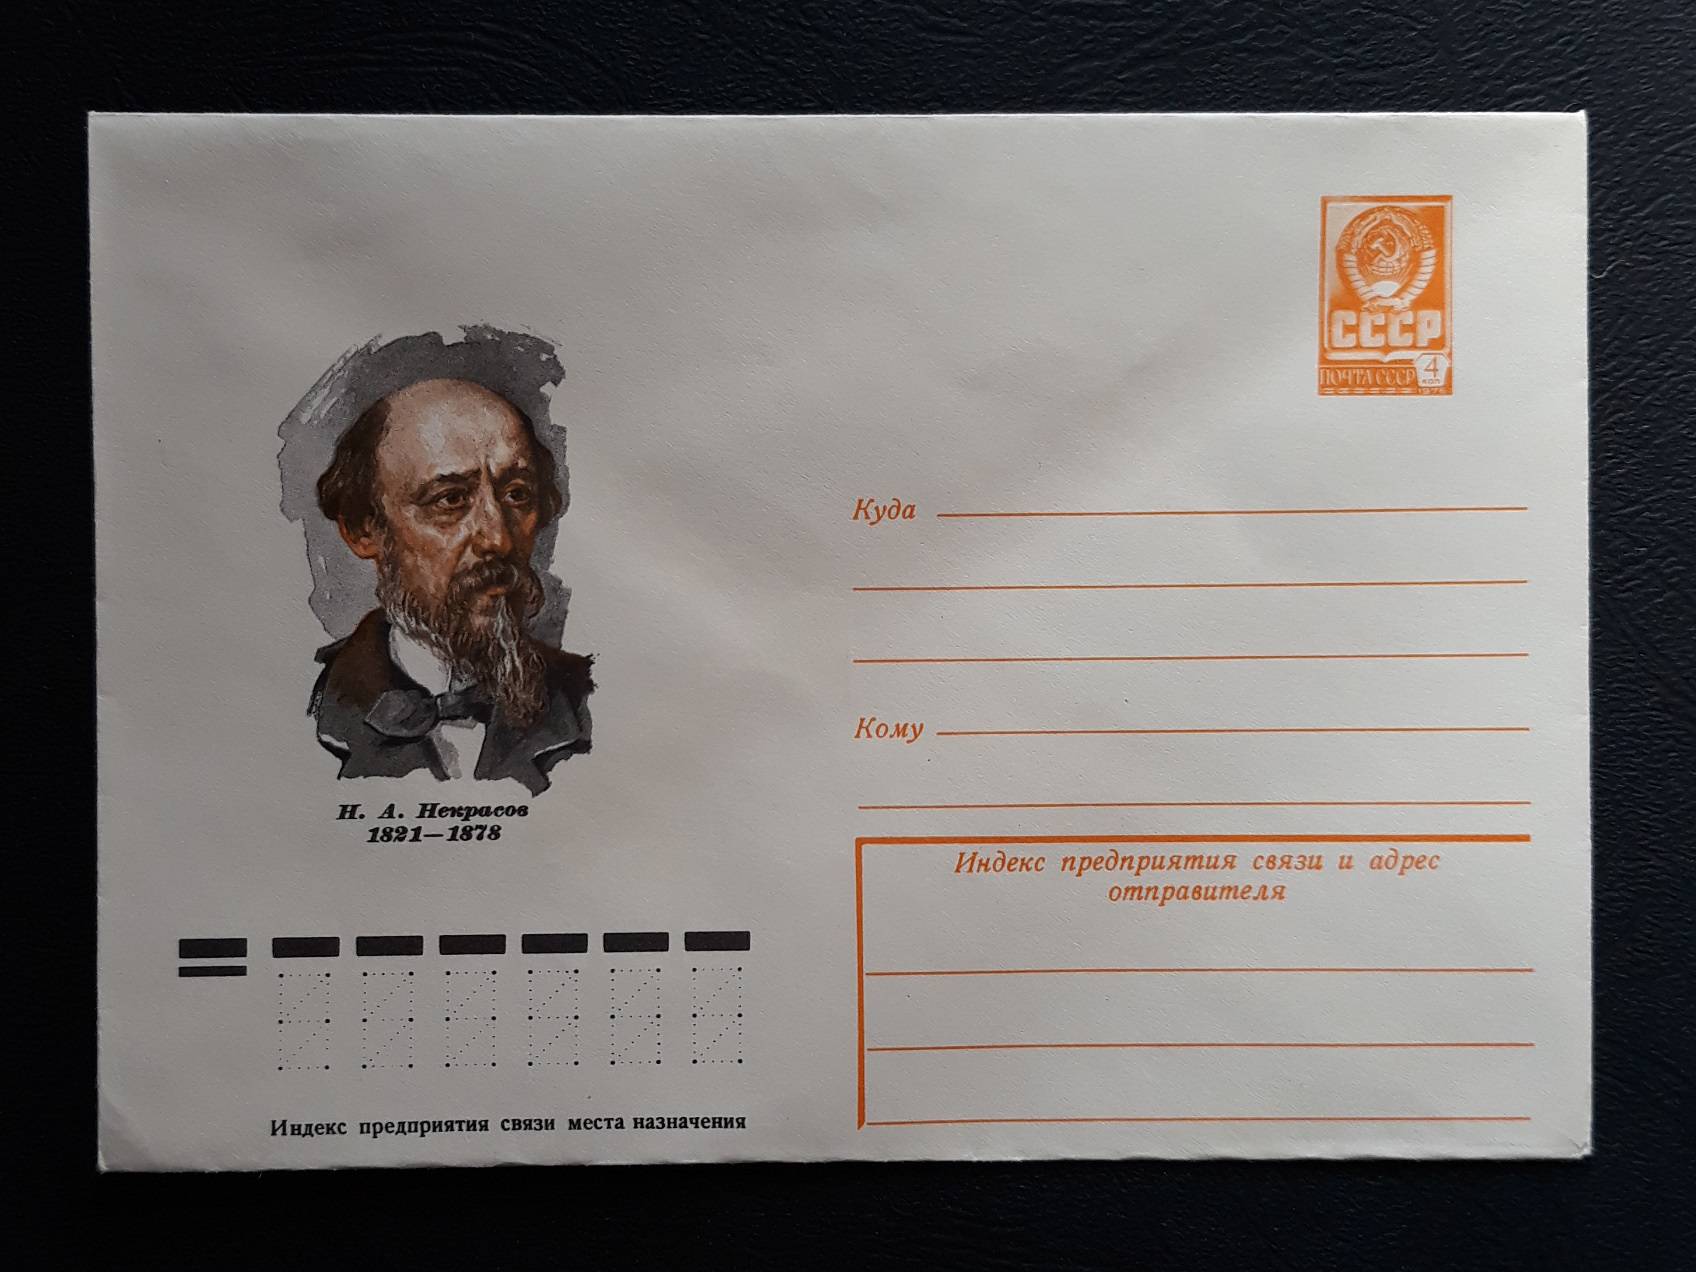 СССР
ПОЧТА СССР 4
коп
Куда
Кому
Н. А. Некрасов
1821—1878
Индекс предприятия связи и адрес
отправителя
Индекс предприятия связи места назначения